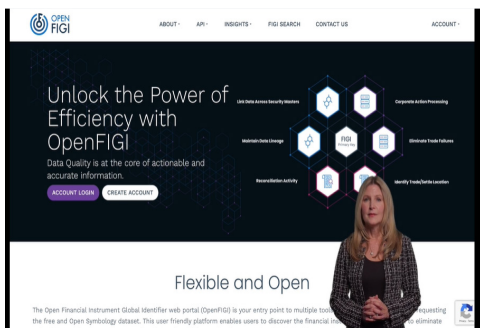 OPEN
FIGI
ABOUT
API
INSIGHTS
FIGI SEARCH
CONTACT US
ACCOUNT
Unlock the Power of
Efficiency with
OpenFIGI
Data Quality is at the core of actionable and
accurate information.
ACCOUNT LOGIN
CREATE ACCOUNT
Link Data Across Security Masters
Corporate Action Processing
Maintain Data Lineage
FIGI
Primary Key
Eliminate Trade Failures
Reconciliation Activity
Identify Trade/Settle Location
Flexible and Open
The Open Financial Instrument Global Identifier web portal (OpenFIGI) is your entry point to multiple requesting
the free and Open Symbology dataset. This user friendly platform enables users to discover the financial to eliminate